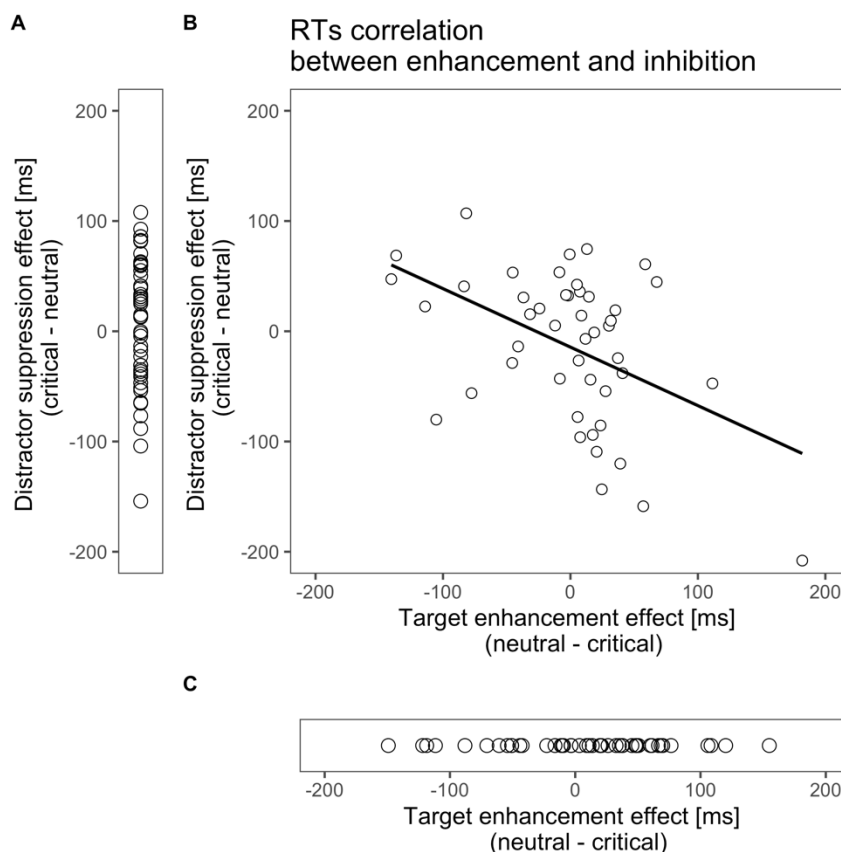 A
B
RTs correlation
between enhancement and inhibition
Distractor suppression effect [ms]
(critical - neutral)
200
100
0
-100
-200
Distractor suppression effect [ms]
(critical - neutral)
200
100
0
-100
-200
-200
-100
0
100
200
Target enhancement effect [ms]
(neutral - critical)
C
-200
-100
0
100
200
Target enhancement effect [ms]
(neutral - critical)